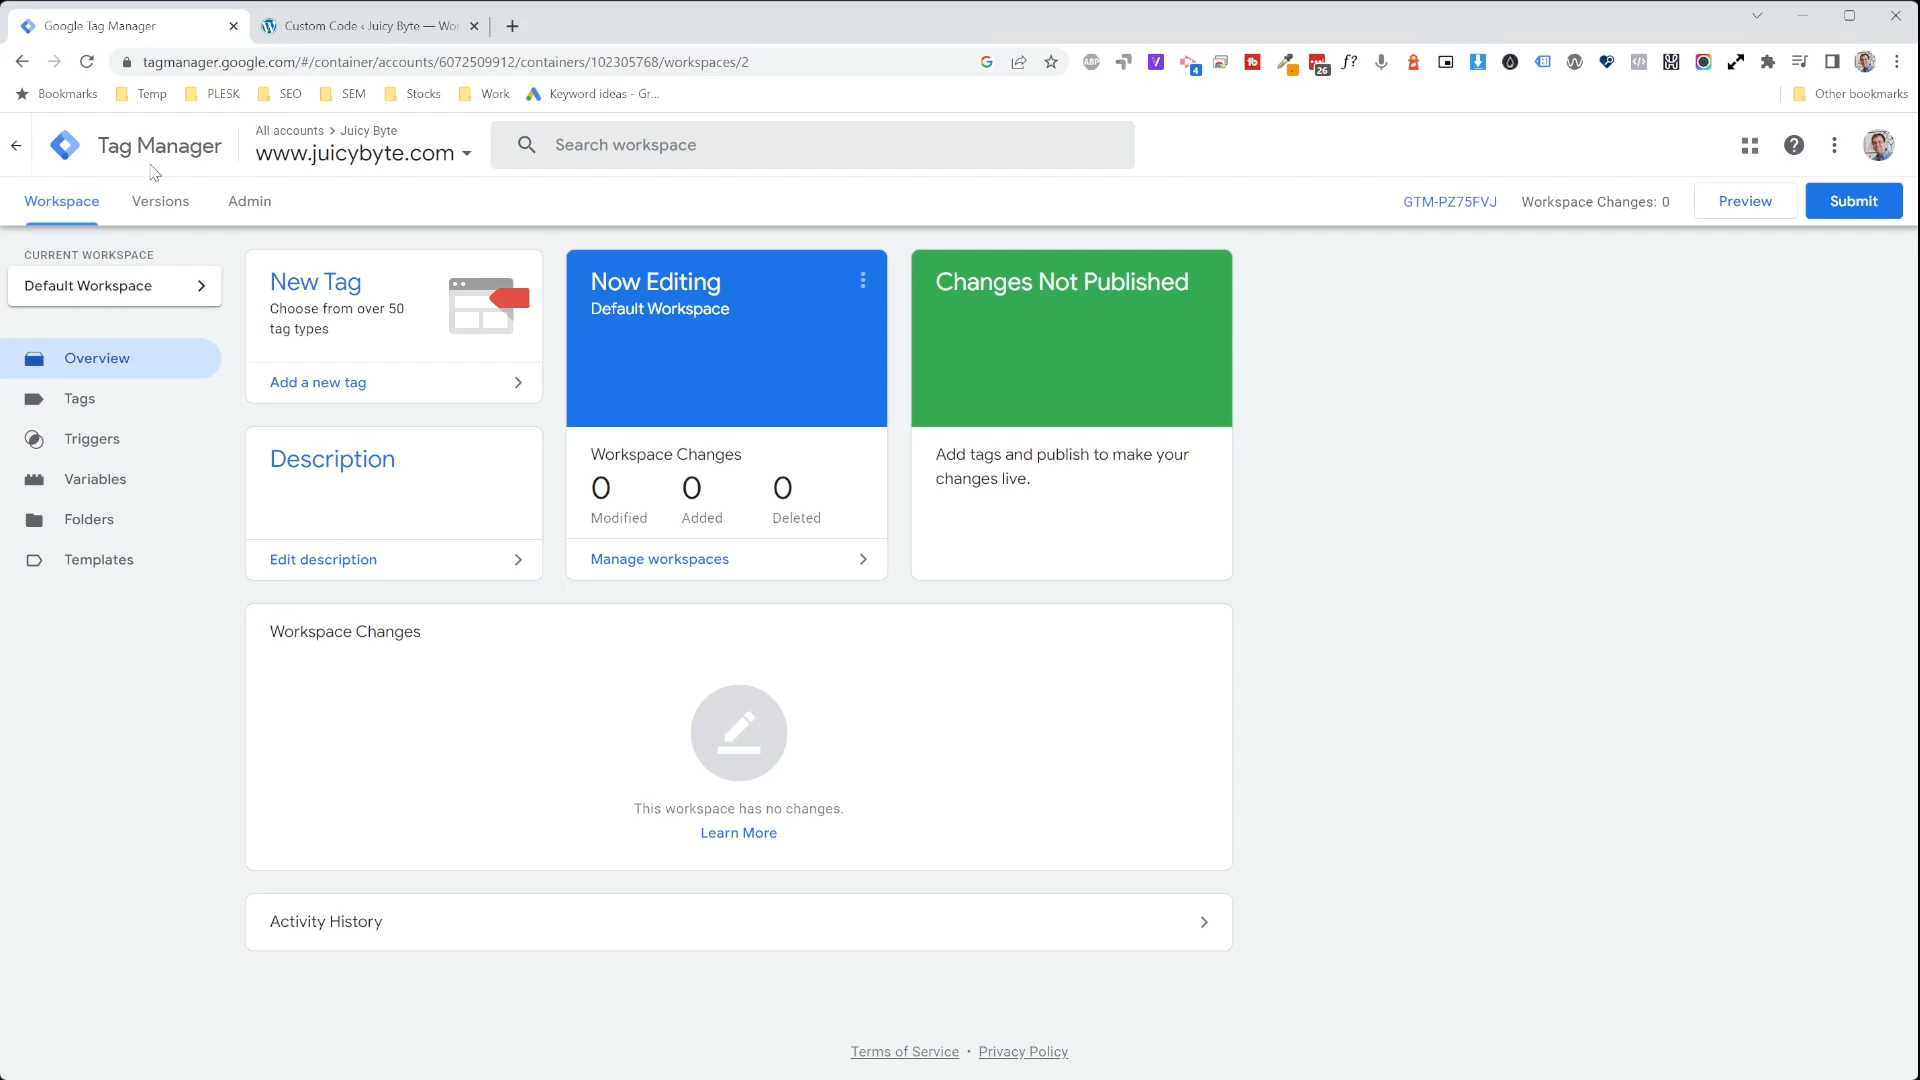 Google Tag Manager
Custom Code ‹ Juicy Byte — Wor
tagmanager.google.com/#/container/accounts/6072509912/containers/102305768/workspaces/2
ABP
4
26
f?
Bookmarks
Temp
PLESK
SEO
SEM
Stocks
Work
Keyword ideas - Gr...
Other bookmarks
Tag Manager
All accounts > Juicy Byte
www.juicybyte.com
Search workspace
Workspace
Versions
Admin
GTM-PZ75FVJ
Workspace Changes: 0
Preview
Submit
CURRENT WORKSPACE
Default Workspace
Overview
Tags
Triggers
Variables
Folders
Templates
New Tag
Choose from over 50
tag types
Add a new tag
Description
Edit description
Now Editing
Default Workspace
Workspace Changes
0 0 0
Modified Added Deleted
Manage workspaces
Changes Not Published
Add tags and publish to make your
changes live.
Workspace Changes
This workspace has no changes.
Learn More
Activity History
Terms of Service • Privacy Policy